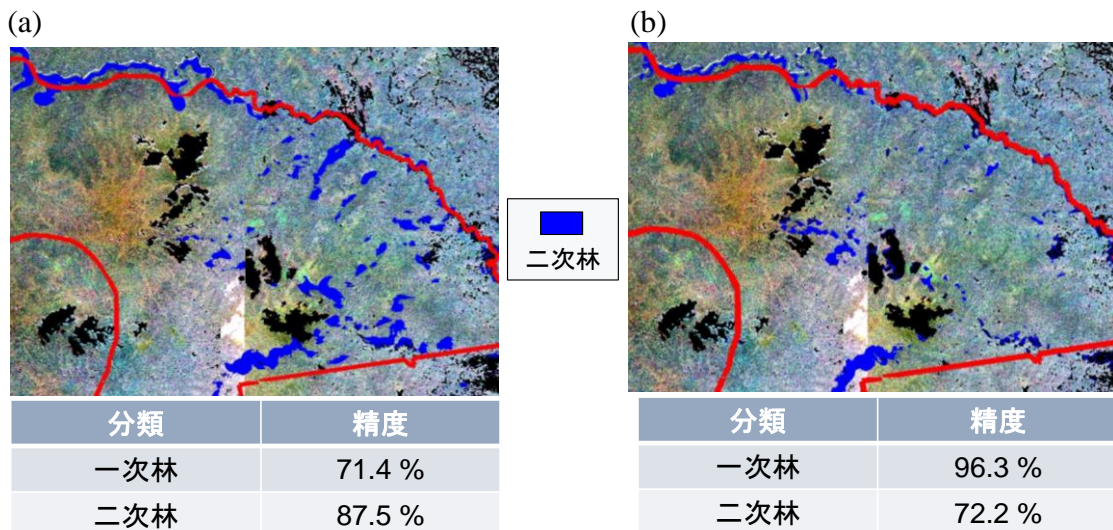 (a)
(b)
二次林
分類 精度
一次林 71.4 %
二次林 87.5 %
分類 精度
一次林 96.3 %
二次林 72.2 %